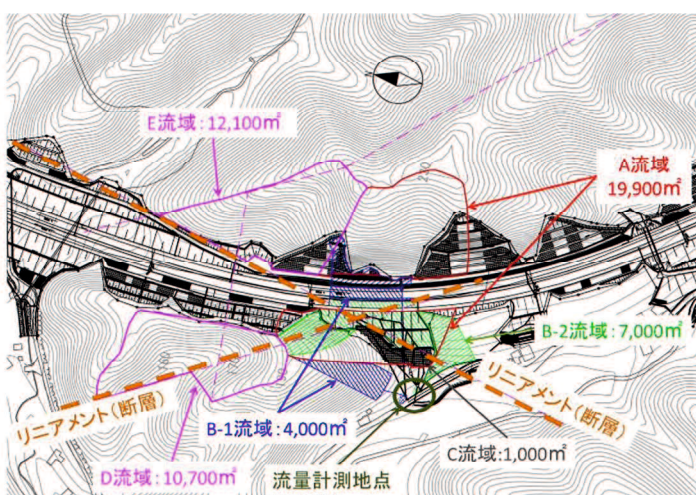 E流域：12,100㎡
A流域
19,900㎡
B-2流域：7,000㎡
リニアメント（断層）
リニアメント（断層）
B-1流域：4,000㎡
C流域：1,000㎡
D流域：10,700㎡
流量計測地点